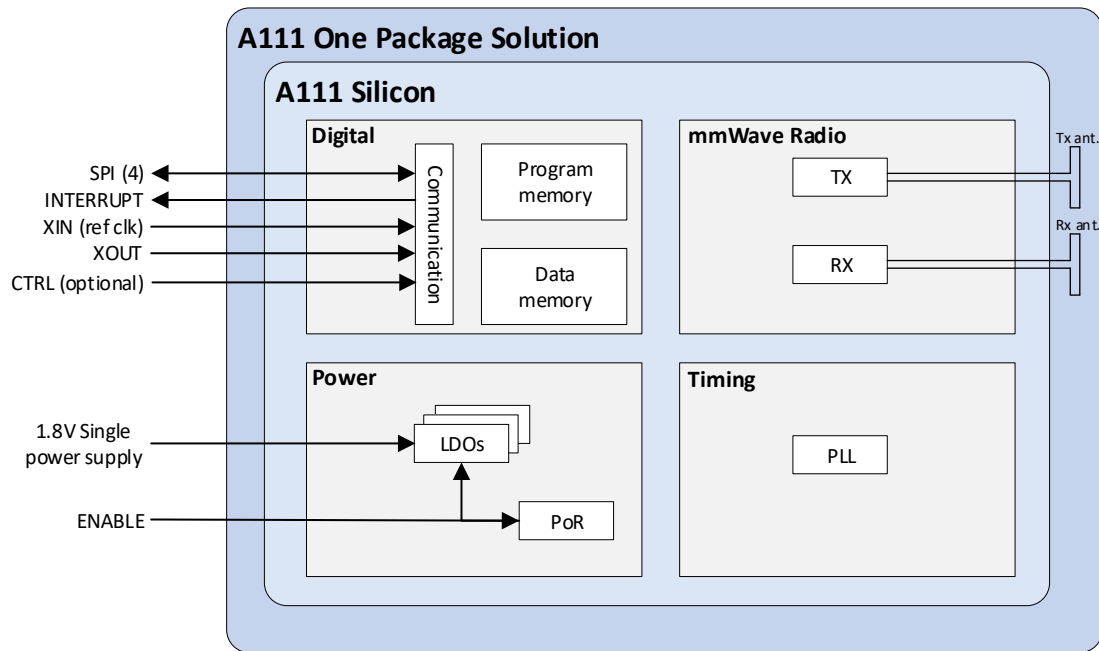 A111 One Package Solution
A111 Silicon
Digital
mmWave Radio
Tx ant.
SPI (4)
INTERRUPT
XIN (ref clk)
XOUT
CTRL (optional)
Communication
Program
memory
Data
memory
TX
RX
Rx ant.
Power
Timing
1.8V Single
power supply
LDOs
PLL
ENABLE
PoR